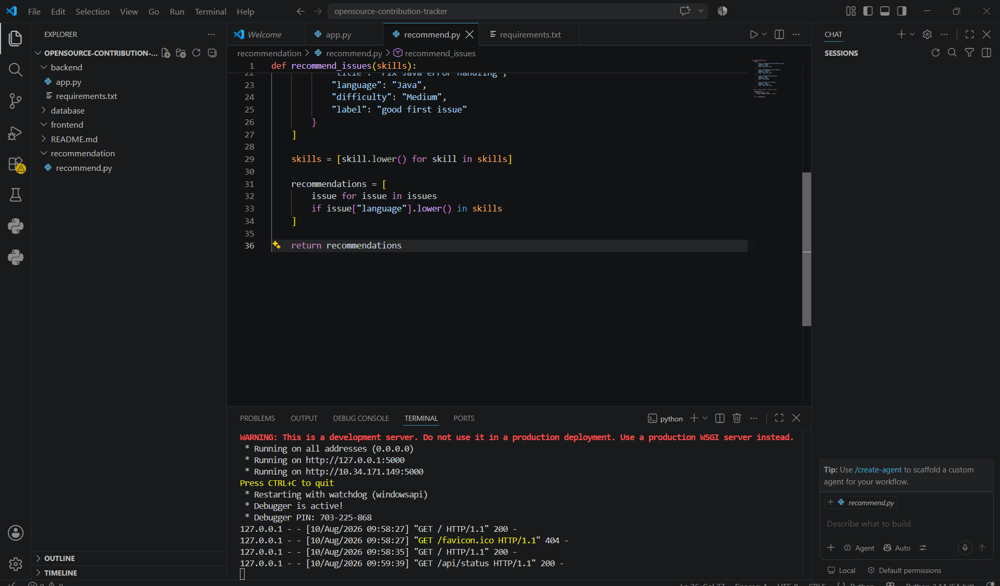 File Edit Selection View Go Run Terminal Help
opensource-contribution-tracker
EXPLORER
OPENSOURCE-CONTRIBUTION-...
backend
app.py
requirements.txt
database
frontend
README.md
recommendation
recommend.py
OUTLINE
TIMELINE
Welcome
app.py
recommend.py
requirements.txt
recommendation > recommend.py > recommend_issues
1 def recommend_issues(skills):
22 "title": "Fix Java error handling",
23 "language": "Java",
24 "difficulty": "Medium",
25 "label": "good first issue"
26 }
27 ]
28
29 skills = [skill.lower() for skill in skills]
30
31 recommendations = [
32 issue for issue in issues
33 if issue["language"].lower() in skills
34 ]
35
36 return recommendations
PROBLEMS OUTPUT DEBUG CONSOLE TERMINAL PORTS
python
WARNING: This is a development server. Do not use it in a production deployment. Use a production WSGI server instead.
* Running on all addresses (0.0.0.0)
* Running on http://127.0.0.1:5000
* Running on http://10.34.171.149:5000
Press CTRL+C to quit
* Restarting with watchdog (windowsapi)
* Debugger is active!
* Debugger PIN: 703-225-868
127.0.0.1 - - [10/Aug/2026 09:58:27] "GET / HTTP/1.1" 200 -
127.0.0.1 - - [10/Aug/2026 09:58:27] "GET /favicon.ico HTTP/1.1" 404 -
127.0.0.1 - - [10/Aug/2026 09:58:35] "GET / HTTP/1.1" 200 -
127.0.0.1 - - [10/Aug/2026 09:59:39] "GET /api/status HTTP/1.1" 200 -
CHAT
SESSIONS
Tip: Use /create-agent to scaffold a custom
agent for your workflow.
recommend.py
Describe what to build
Agent Auto
Local Default permissions